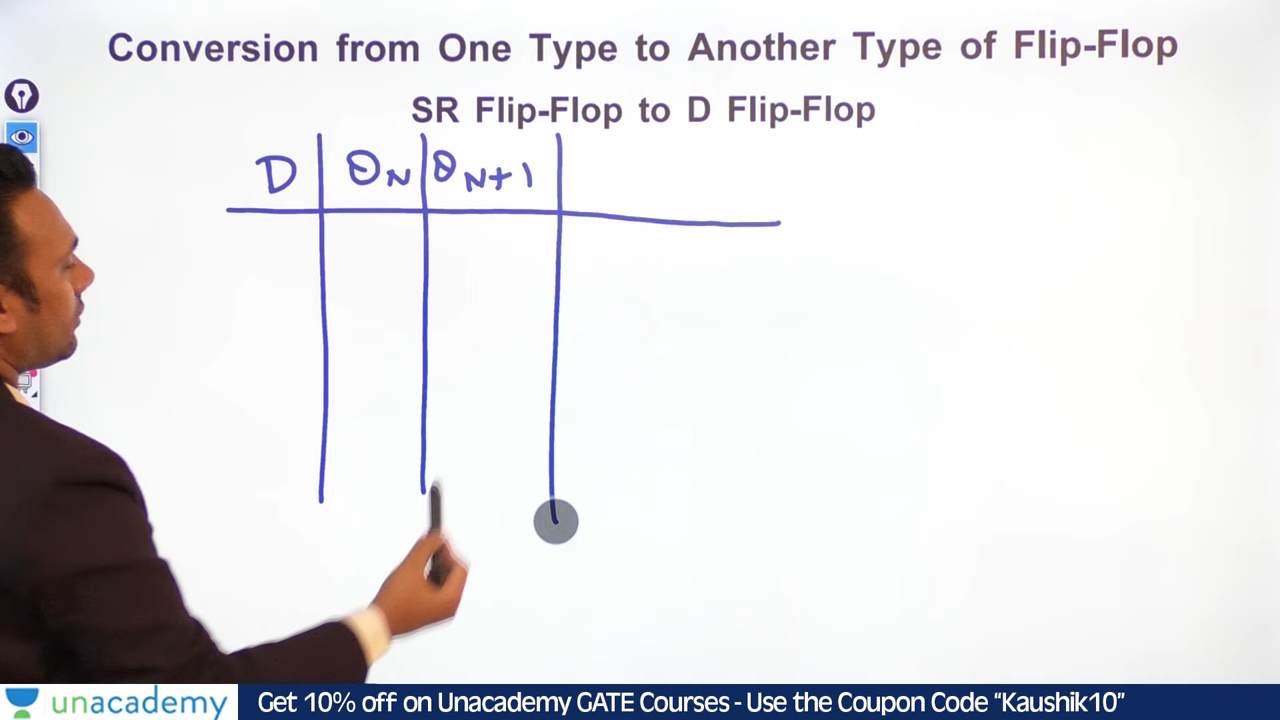 Conversion from One Type to Another Type of Flip-Flop
SR Flip-Flop to D Flip-Flop
D Q_N Q_N+1
unacademy Get 10% off on Unacademy GATE Courses - Use the Coupon Code “Kaushik10”